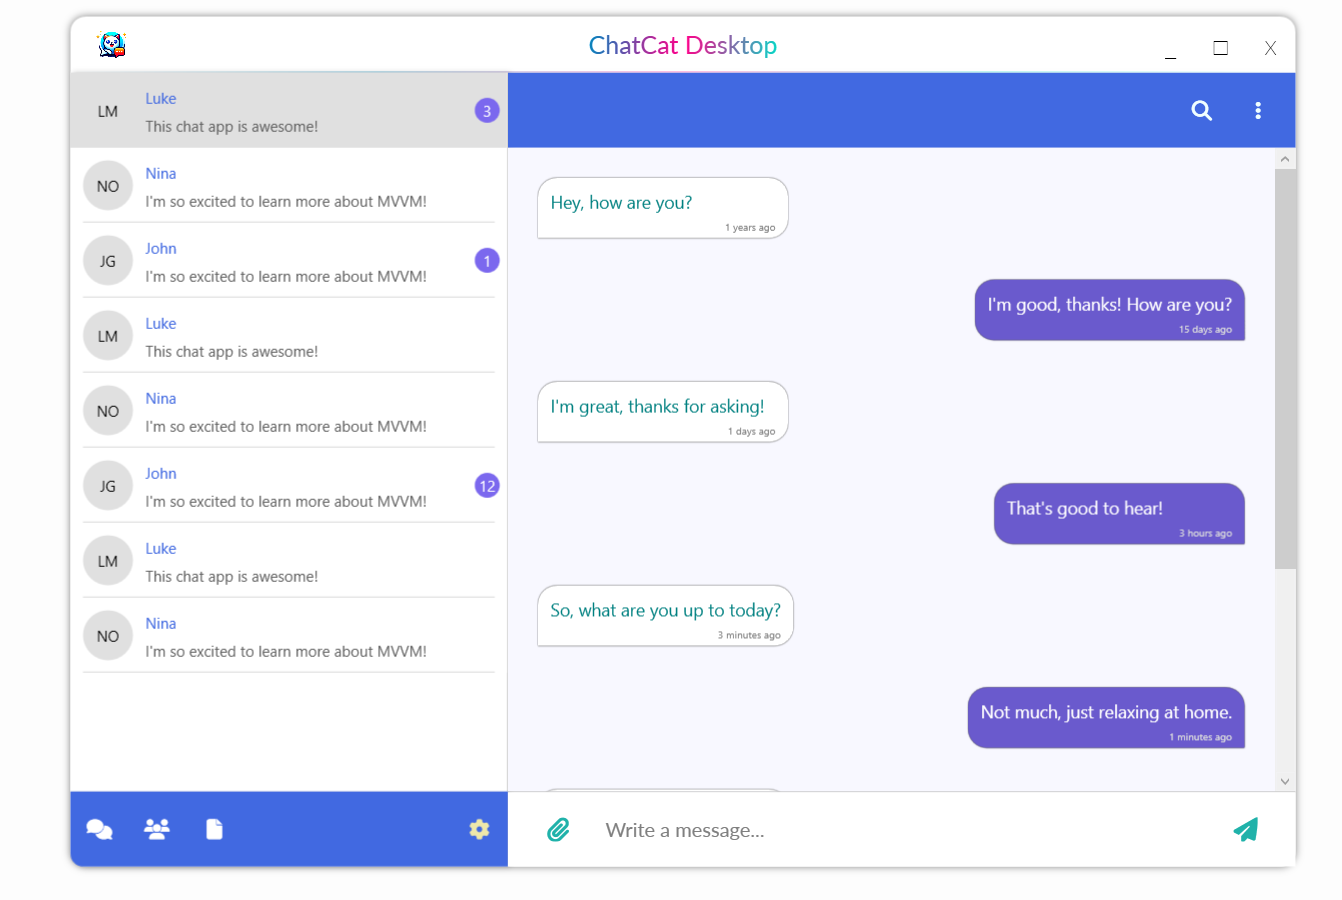 ChatCat Desktop
_ □ X
LM
Luke
3
This chat app is awesome!
NO
Nina
I'm so excited to learn more about MVVM!
JG
John
1
I'm so excited to learn more about MVVM!
LM
Luke
This chat app is awesome!
NO
Nina
I'm so excited to learn more about MVVM!
JG
John
12
I'm so excited to learn more about MVVM!
LM
Luke
This chat app is awesome!
NO
Nina
I'm so excited to learn more about MVVM!
Hey, how are you?
1 years ago
I'm good, thanks! How are you?
15 days ago
I'm great, thanks for asking!
1 days ago
That's good to hear!
3 hours ago
So, what are you up to today?
3 minutes ago
Not much, just relaxing at home.
1 minutes ago
Write a message...